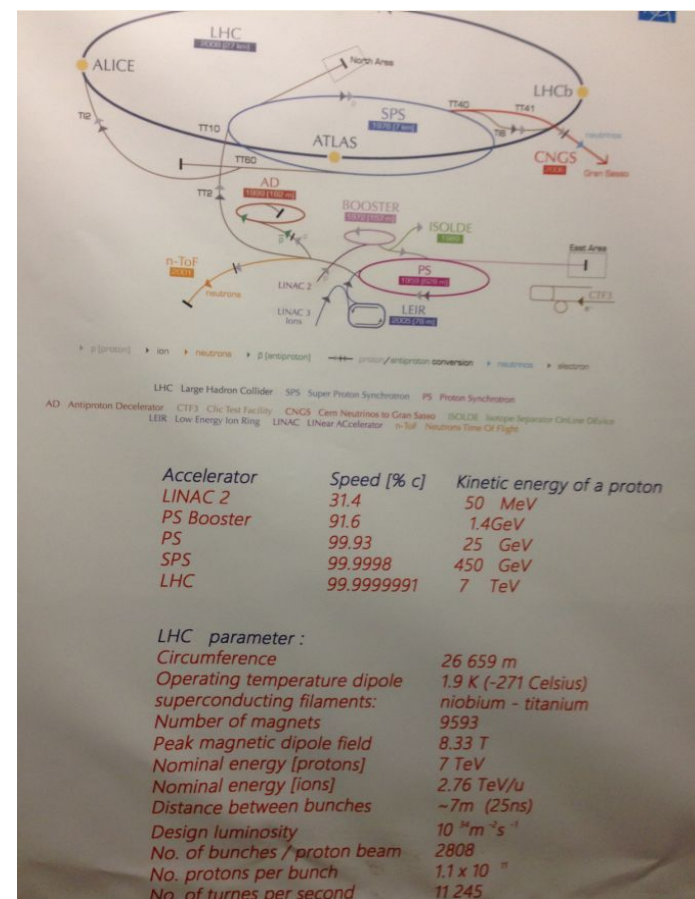 LHC
2008 (27 km)
ALICE
North Area
LHCb
TI2
TT10
SPS
1976 (7 km)
TT40
TT41
TI8
ATLAS
neutrinos
CNGS
2006
Gran Sasso
TT60
AD
1999 (182 m)
TT2
BOOSTER
1972 (157 m)
ISOLDE
1989
East Area
n-ToF
2001
PS
1959 (628 m)
neutrons
LINAC 2
CTF3
e-
LINAC 3
Ions
LEIR
2005 (78 m)
p [proton] ion neutrons p̄ [antiproton] proton/antiproton conversion neutrinos electron
LHC Large Hadron Collider SPS Super Proton Synchrotron PS Proton Synchrotron
AD Antiproton Decelerator CTF3 Clic Test Facility CNGS Cern Neutrinos to Gran Sasso ISOLDE Isotope Separator OnLine DEvice
LEIR Low Energy Ion Ring LINAC LINear ACcelerator n-ToF Neutrons Time Of Flight
Accelerator Speed [% c] Kinetic energy of a proton
LINAC 2 31.4 50 MeV
PS Booster 91.6 1.4GeV
PS 99.93 25 GeV
SPS 99.9998 450 GeV
LHC 99.9999991 7 TeV
LHC parameter :
Circumference 26 659 m
Operating temperature dipole 1.9 K (-271 Celsius)
superconducting filaments: niobium - titanium
Number of magnets 9593
Peak magnetic dipole field 8.33 T
Nominal energy [protons] 7 TeV
Nominal energy [ions] 2.76 TeV/u
Distance between bunches ~7m (25ns)
Design luminosity 10 ³⁴m ⁻²s ⁻¹
No. of bunches / proton beam 2808
No. protons per bunch 1.1 x 10 ¹¹
No. of turnes per second 11 245